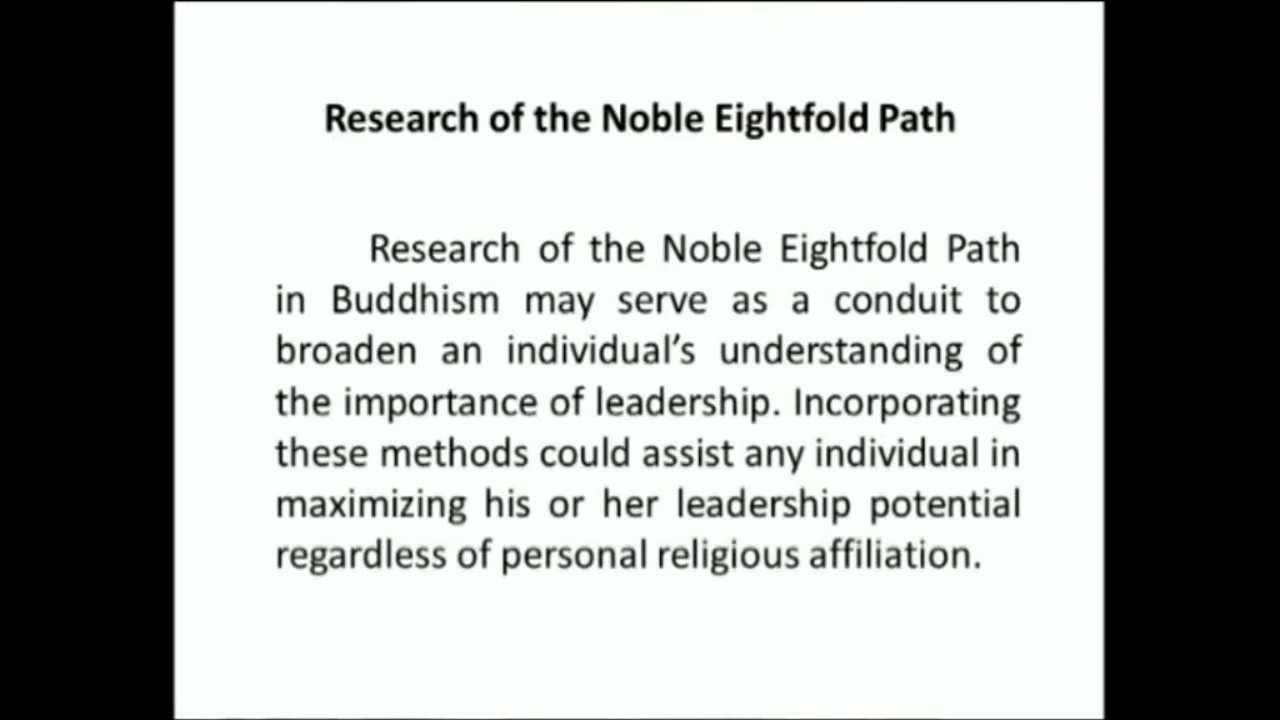 Research of the Noble Eightfold Path
Research of the Noble Eightfold Path
in Buddhism may serve as a conduit to
broaden an individual’s understanding of
the importance of leadership. Incorporating
these methods could assist any individual in
maximizing his or her leadership potential
regardless of personal religious affiliation.